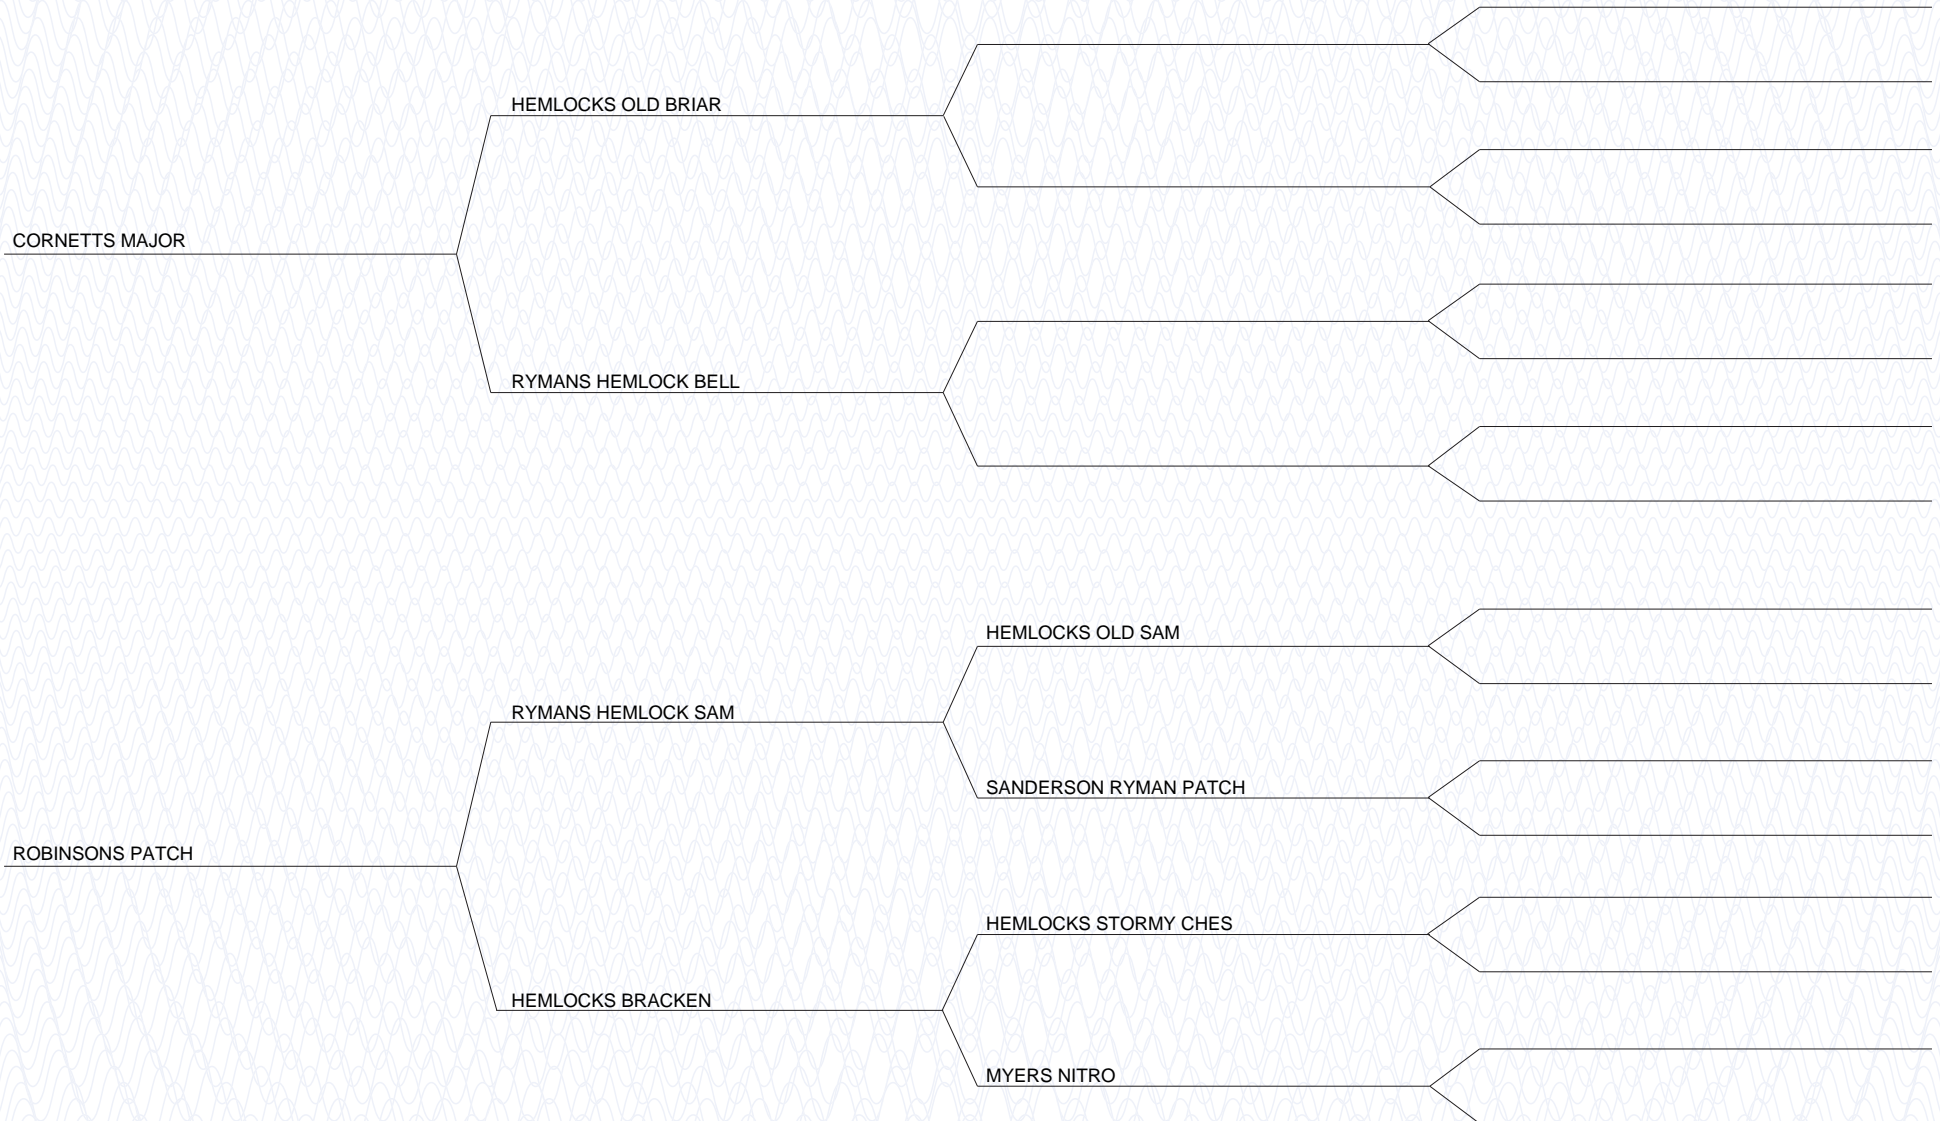 HEMLOCKS OLD BRIAR
CORNETTS MAJOR
RYMANS HEMLOCK BELL
HEMLOCKS OLD SAM
RYMANS HEMLOCK SAM
SANDERSON RYMAN PATCH
ROBINSONS PATCH
HEMLOCKS STORMY CHES
HEMLOCKS BRACKEN
MYERS NITRO